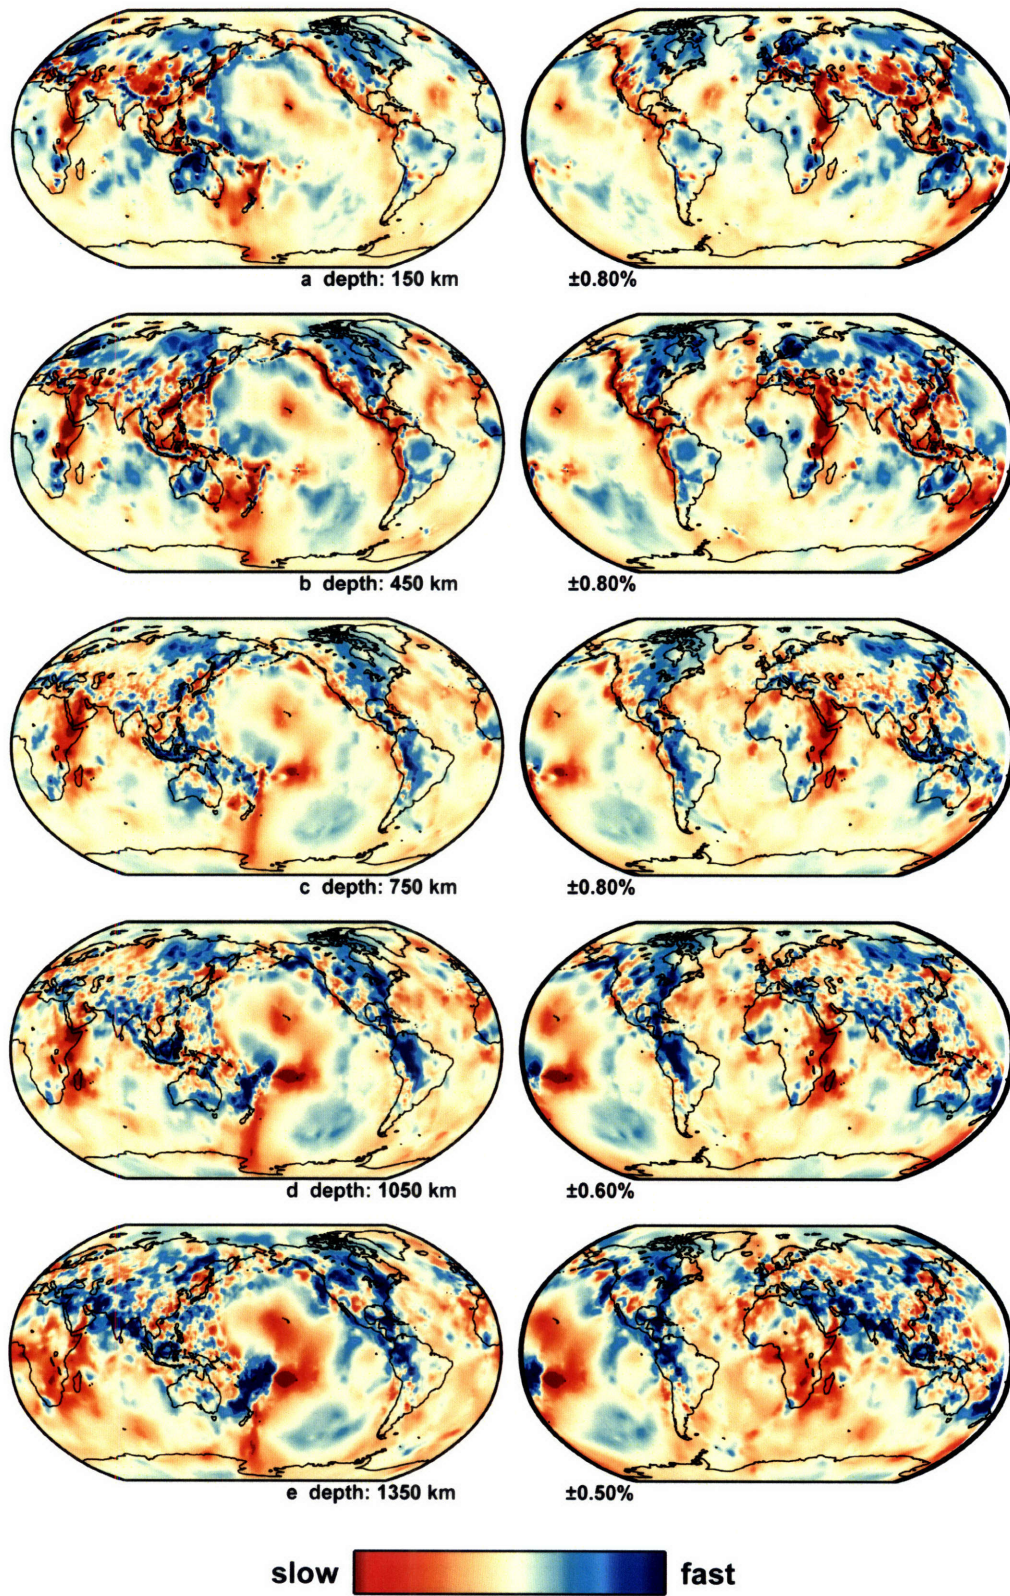 a depth: 150 km ±0.80%
b depth: 450 km ±0.80%
c depth: 750 km ±0.80%
d depth: 1050 km ±0.60%
e depth: 1350 km ±0.50%
slow fast